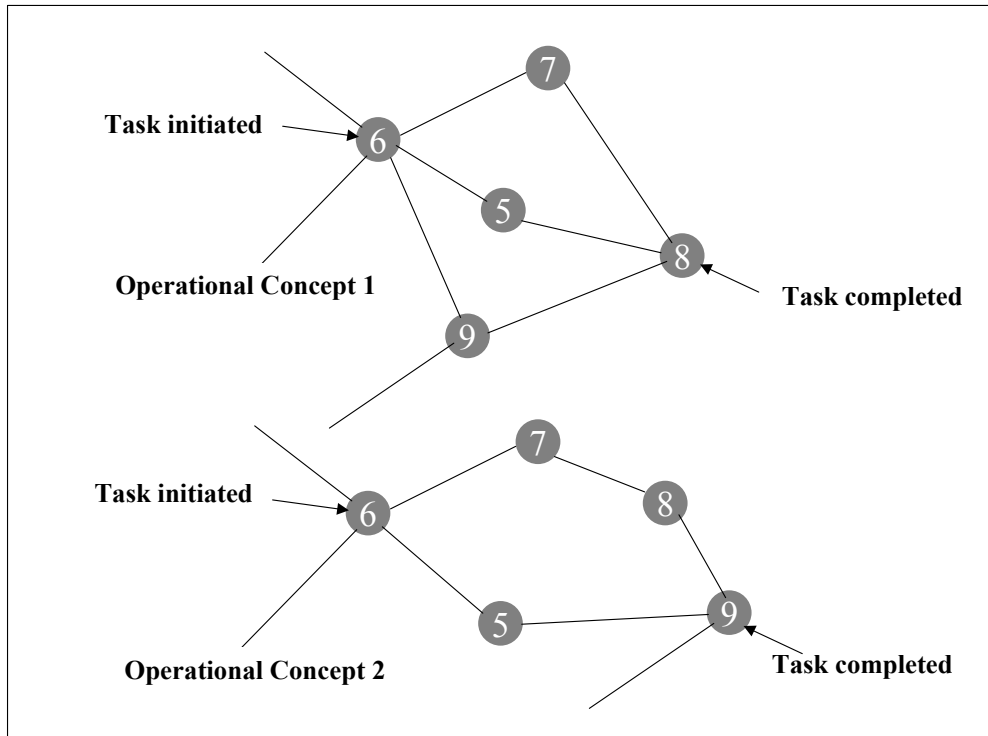 7
Task initiated
6
5
8
Operational Concept 1
Task completed
9
7
Task initiated
8
6
5
9
Operational Concept 2
Task completed